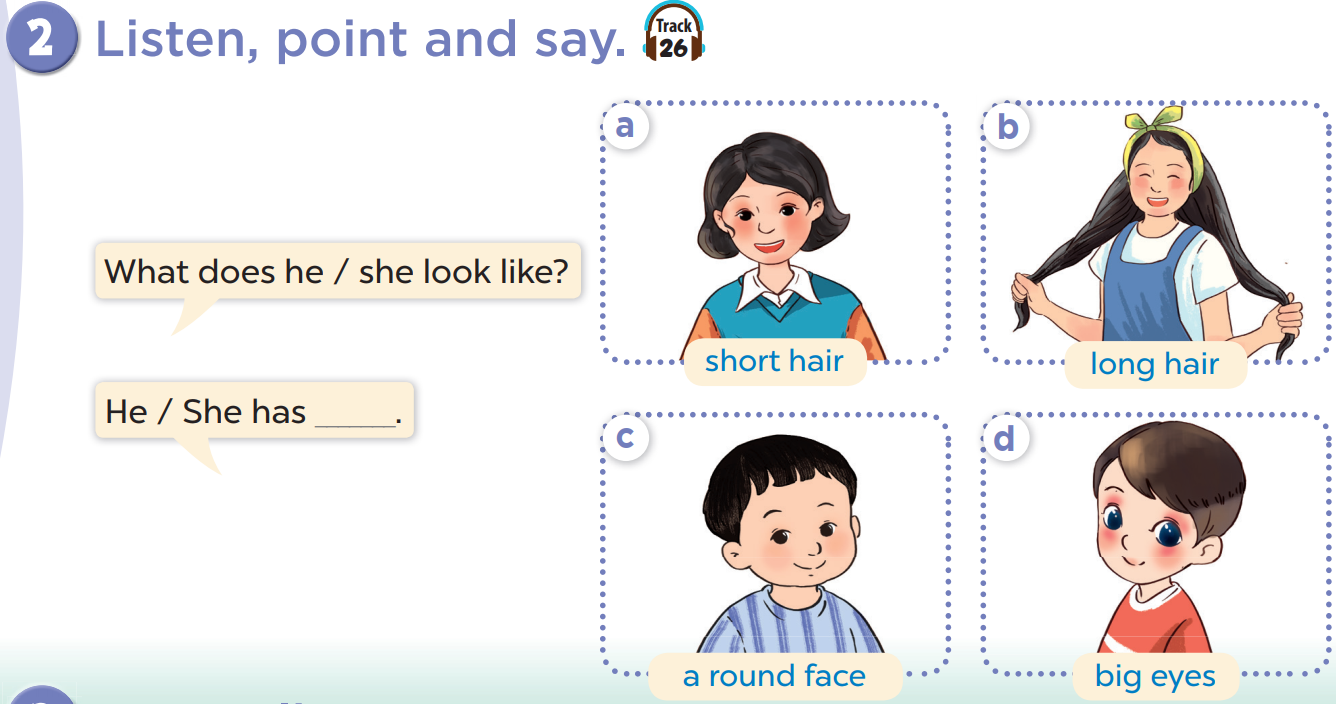 2 Listen, point and say. Track
26
a
b
What does he / she look like?
short hair
long hair
He / She has ______.
c
d
a round face
big eyes